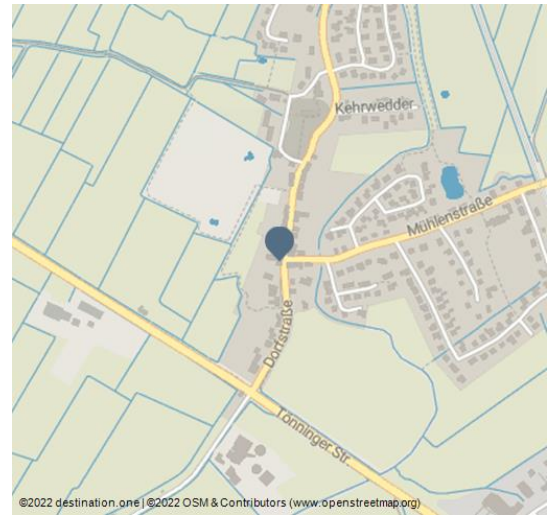 Kehrwedder
Mühlenstraße
Dorfstraße
Tönninger Str.
©2022 destination.one | ©2022 OSM & Contributors (www.openstreetmap.org)